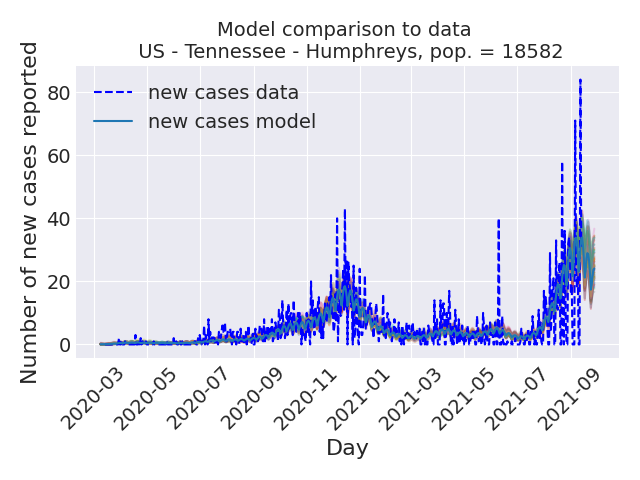 Model comparison to data
US - Tennessee - Humphreys, pop. = 18582
Number of new cases reported
80
60
40
20
0
new cases data
new cases model
2020-03
2020-05
2020-07
2020-09
2020-11
2021-01
2021-03
2021-05
2021-07
2021-09
Day